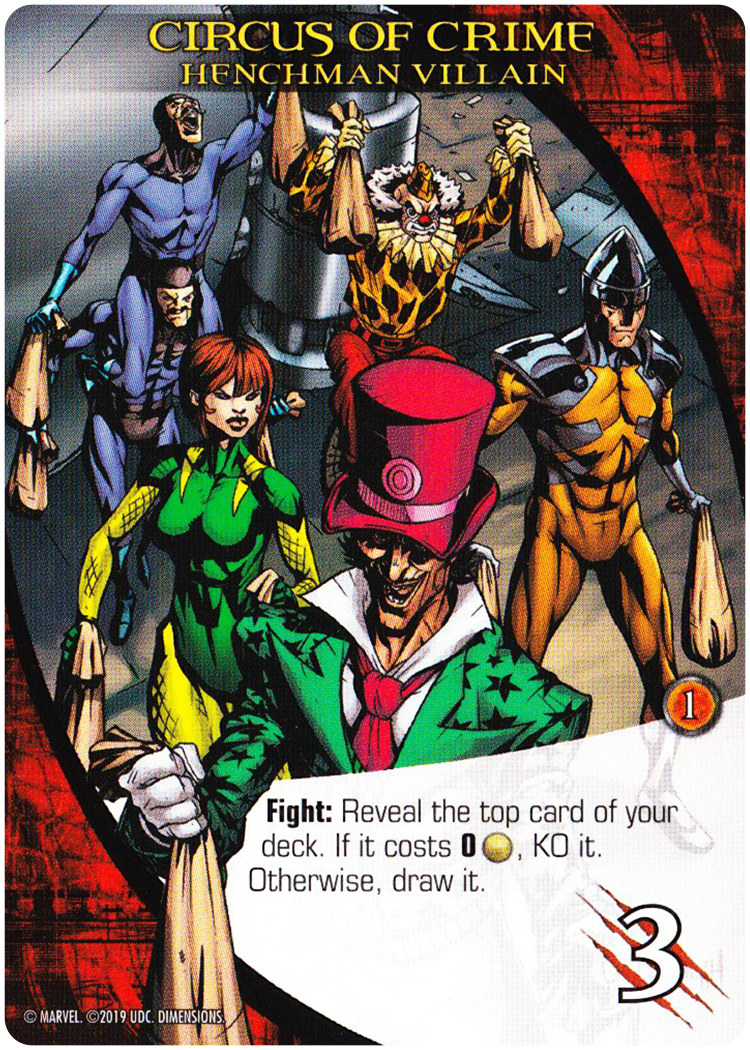 CIRCUS OF CRIME
HENCHMAN VILLAIN
1
Fight: Reveal the top card of your
deck. If it costs 0 , KO it.
Otherwise, draw it.
3
© MARVEL. ©2019 UDC. DIMENSIONS.